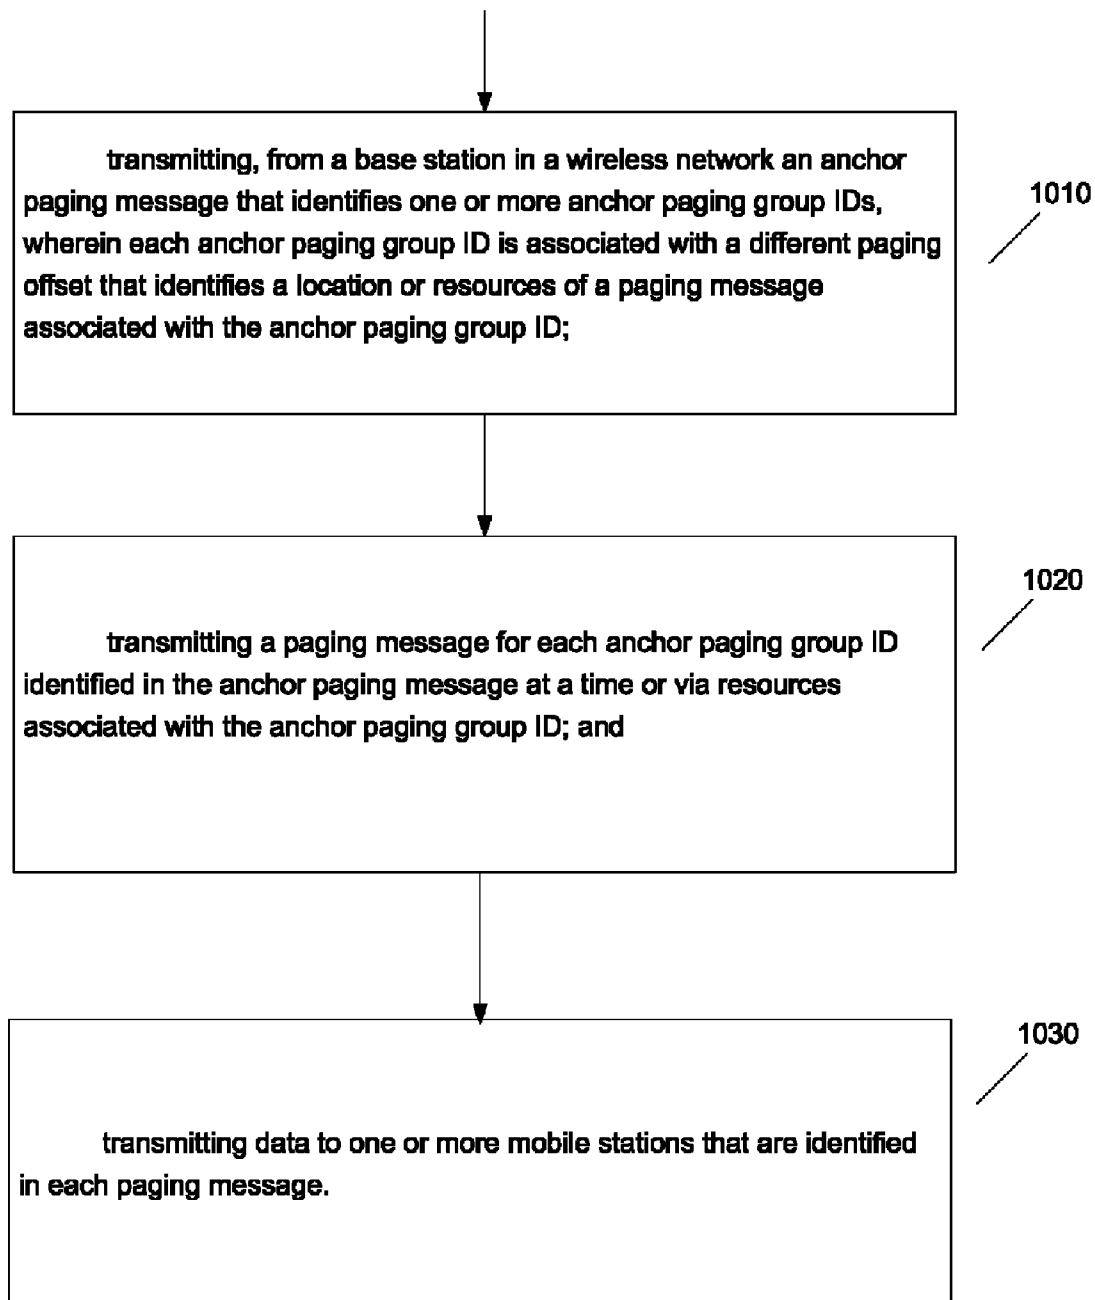 transmitting, from a base station in a wireless network an anchor
paging message that identifies one or more anchor paging group IDs,
wherein each anchor paging group ID is associated with a different paging
offset that identifies a location or resources of a paging message
associated with the anchor paging group ID;
1010
transmitting a paging message for each anchor paging group ID
identified in the anchor paging message at a time or via resources
associated with the anchor paging group ID; and
1020
transmitting data to one or more mobile stations that are identified
in each paging message.
1030